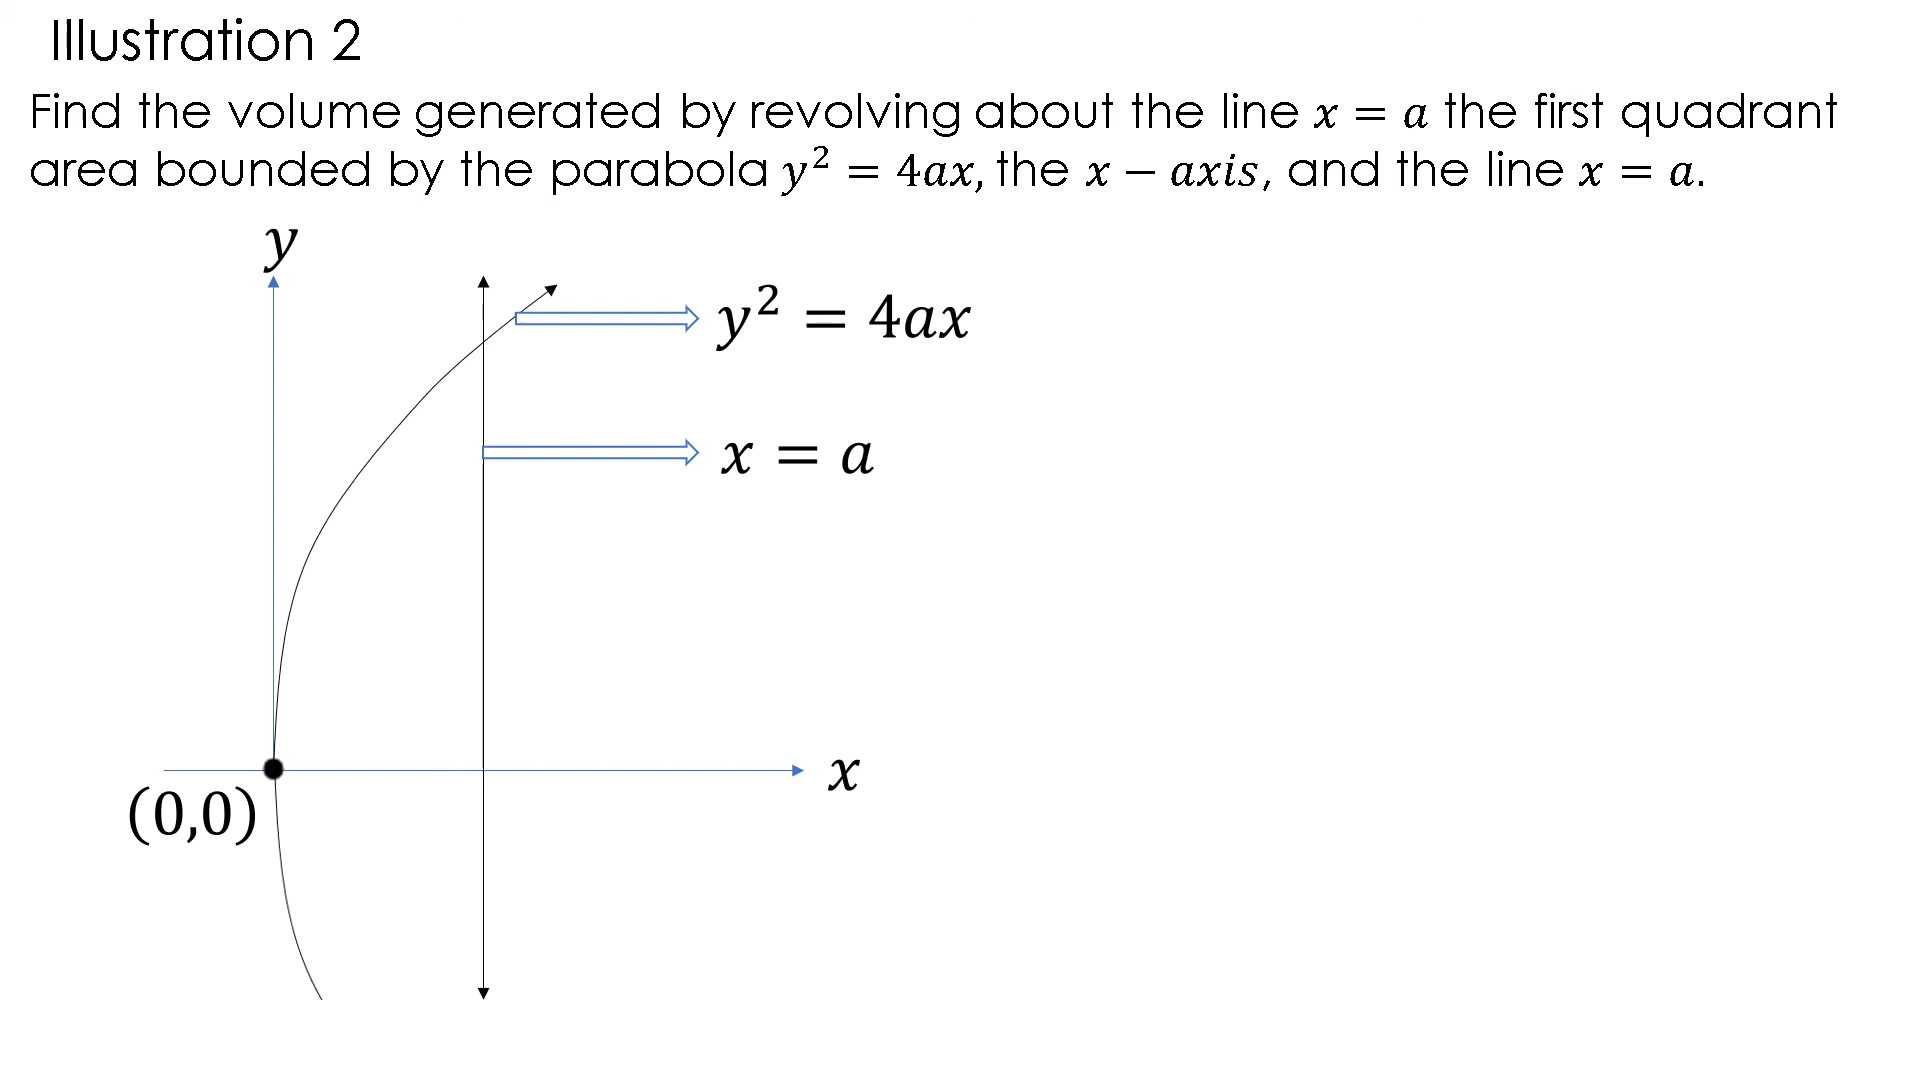 Illustration 2
Find the volume generated by revolving about the line x = a the first quadrant
area bounded by the parabola y² = 4ax, the x − axis, and the line x = a.
y
y² = 4ax
x = a
x
(0,0)